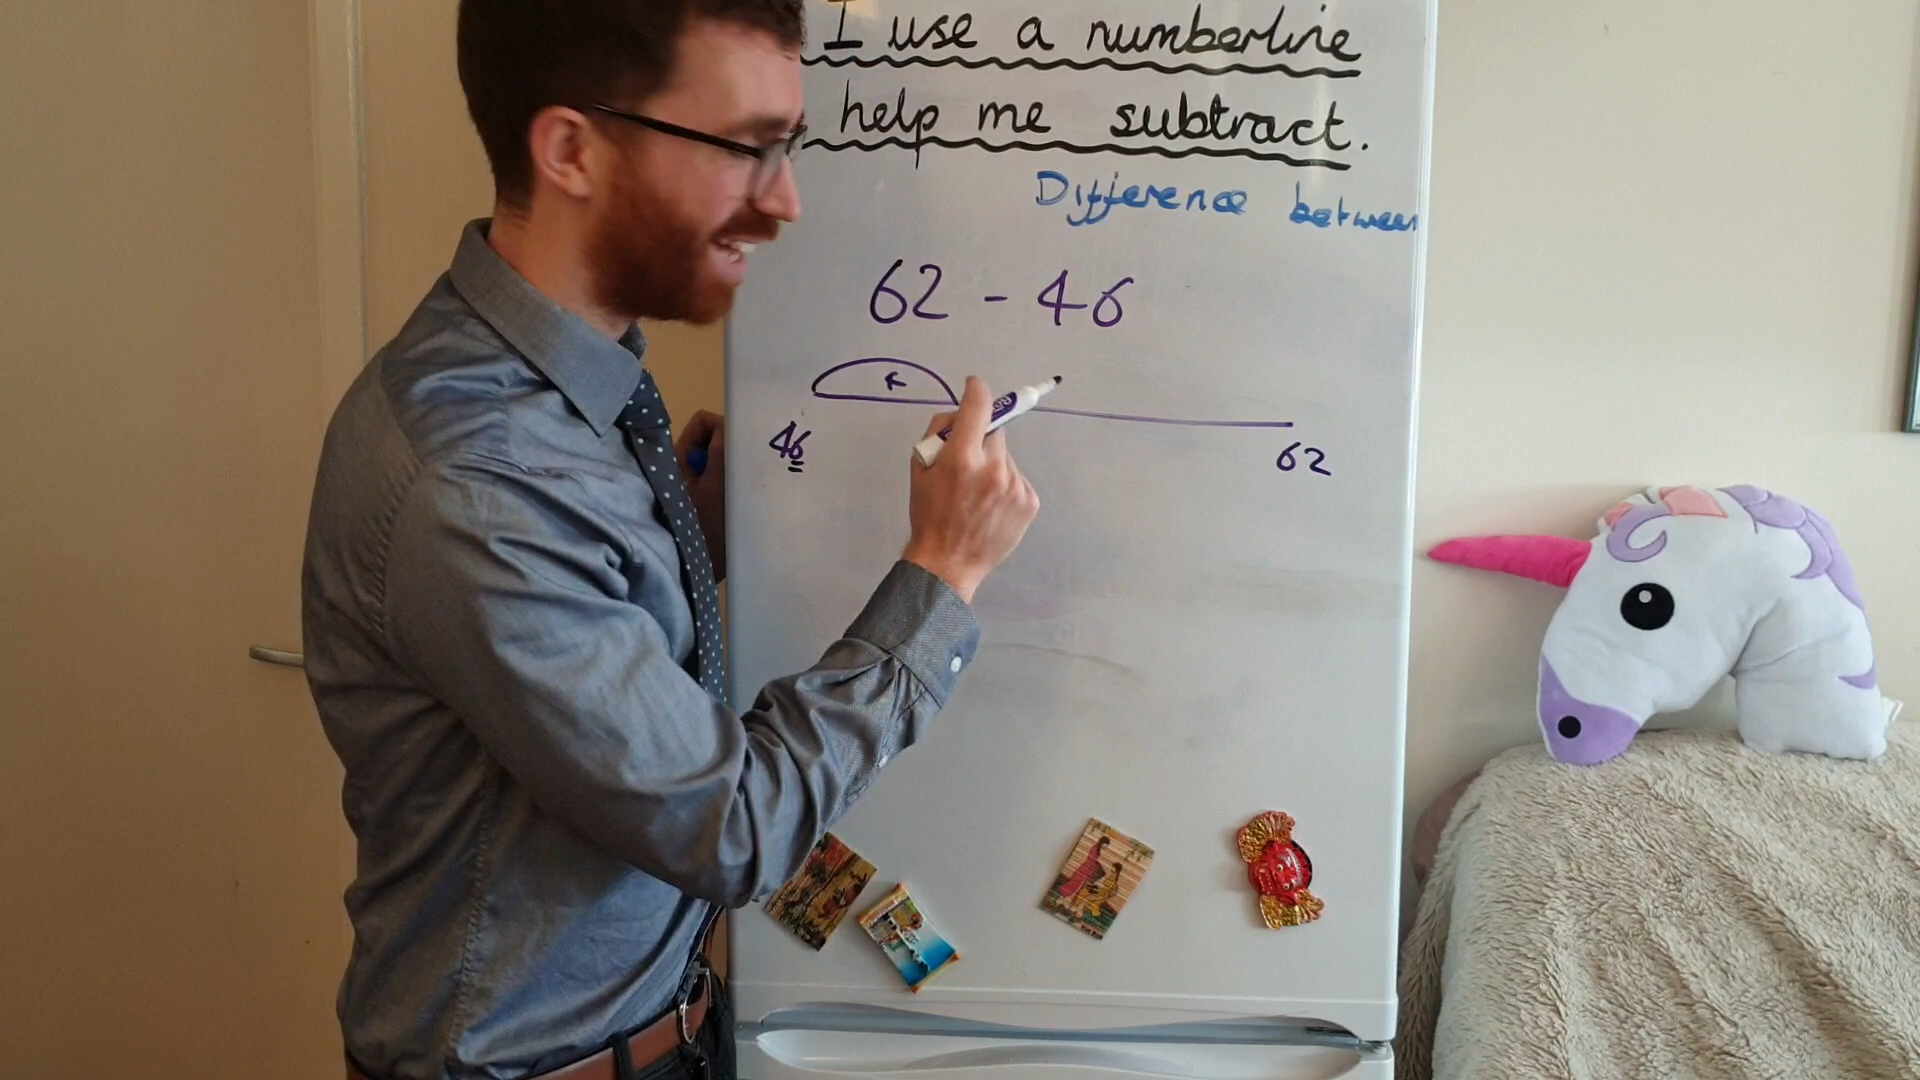 I use a numberline
help me subtract.
Difference between
62 - 46
46
62